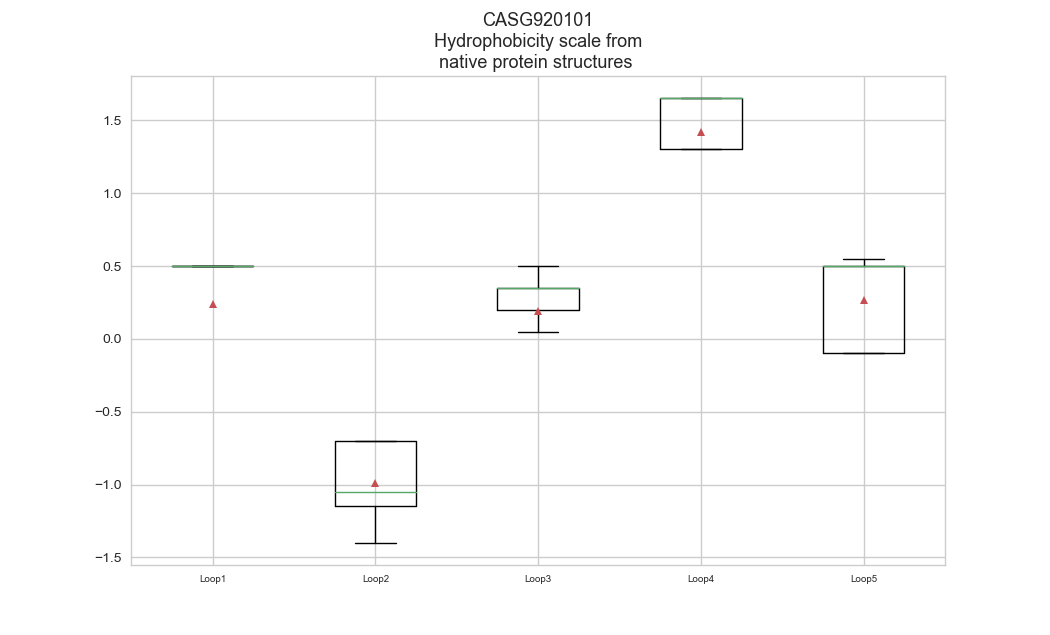 CASG920101
Hydrophobicity scale from
native protein structures
1.5
1.0
0.5
0.0
−0.5
−1.0
−1.5
Loop1 Loop2 Loop3 Loop4 Loop5